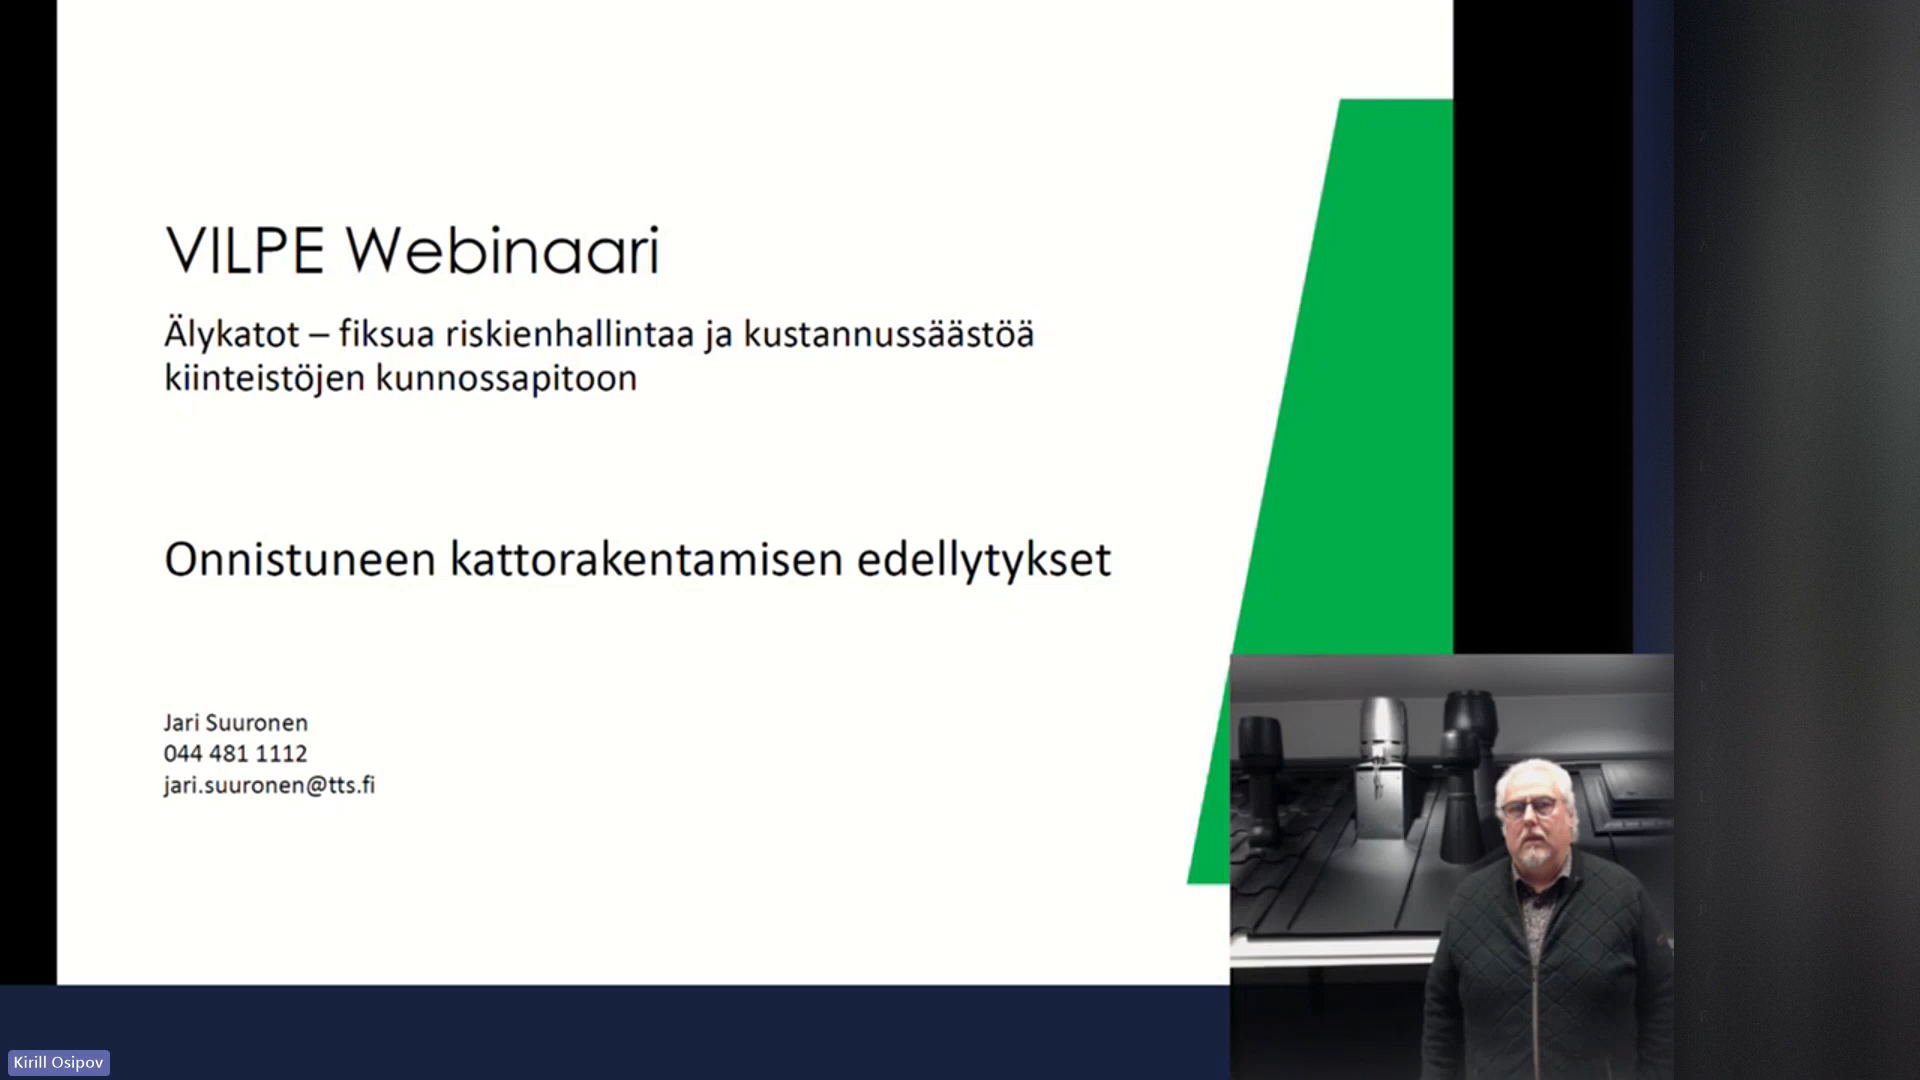 VILPE Webinaari
Älykatot – fiksua riskienhallintaa ja kustannussäästöä
kiinteistöjen kunnossapitoon
Onnistuneen kattorakentamisen edellytykset
Jari Suuronen
044 481 1112
jari.suuronen@tts.fi
Kirill Osipov